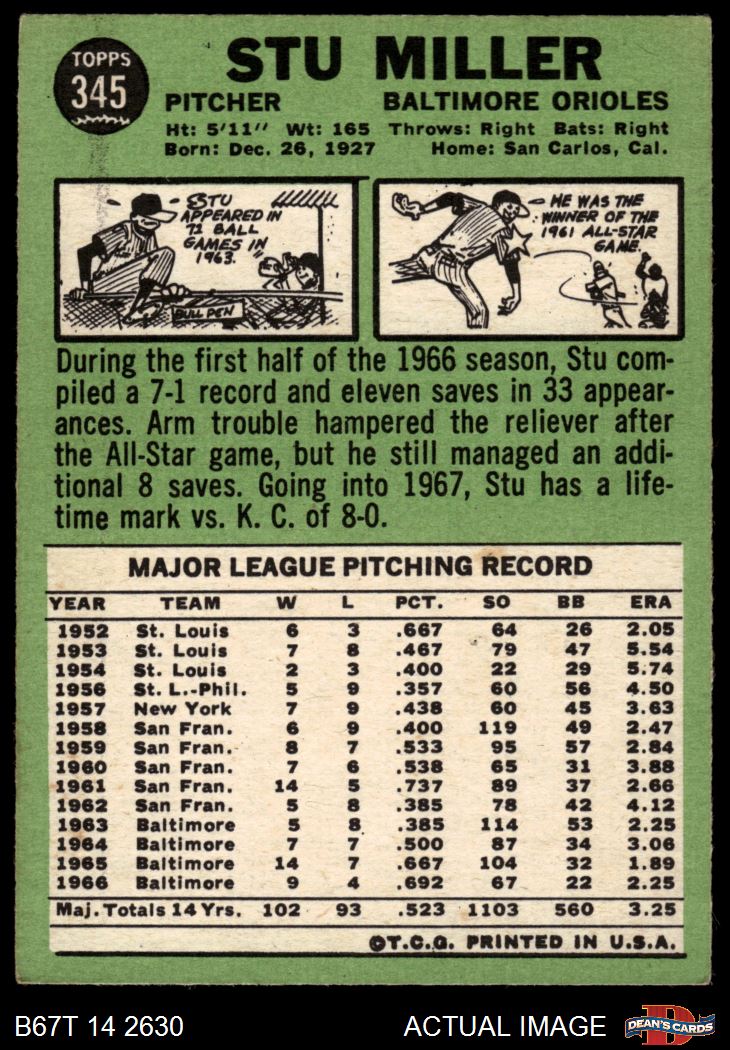 TOPPS
345
STU MILLER
PITCHER BALTIMORE ORIOLES
Ht: 5'11" Wt: 165 Throws: Right Bats: Right
Born: Dec. 26, 1927 Home: San Carlos, Cal.
STU
APPEARED IN
71 BALL
GAMES IN
1963.
BULL PEN
HE WAS THE
WINNER OF THE
1961 ALL-STAR
GAME.
During the first half of the 1966 season, Stu com-
piled a 7-1 record and eleven saves in 33 appear-
ances. Arm trouble hampered the reliever after
the All-Star game, but he still managed an addi-
tional 8 saves. Going into 1967, Stu has a life-
time mark vs. K. C. of 8-0.
MAJOR LEAGUE PITCHING RECORD
YEAR TEAM W L PCT. SO BB ERA
1952 St. Louis 6 3 .667 64 26 2.05
1953 St. Louis 7 8 .467 79 47 5.54
1954 St. Louis 2 3 .400 22 29 5.74
1956 St. L.-Phil. 5 9 .357 60 56 4.50
1957 New York 7 9 .438 60 45 3.63
1958 San Fran. 6 9 .400 119 49 2.47
1959 San Fran. 8 7 .533 95 57 2.84
1960 San Fran. 7 6 .538 65 31 3.88
1961 San Fran. 14 5 .737 89 37 2.66
1962 San Fran. 5 8 .385 78 42 4.12
1963 Baltimore 5 8 .385 114 53 2.25
1964 Baltimore 7 7 .500 87 34 3.06
1965 Baltimore 14 7 .667 104 32 1.89
1966 Baltimore 9 4 .692 67 22 2.25
Maj. Totals 14 Yrs. 102 93 .523 1103 560 3.25
©T.C.G. PRINTED IN U.S.A.
B67T 14 2630 ACTUAL IMAGE
D
DEAN'S CARDS